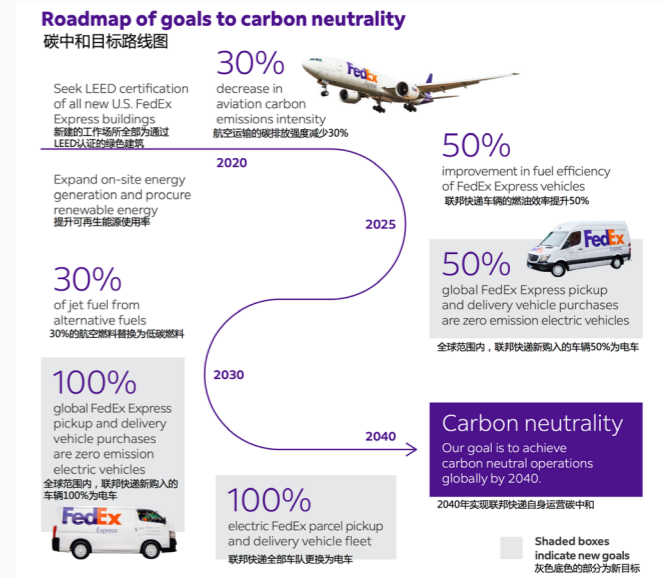 Roadmap of goals to carbon neutrality
碳中和目标路线图
Seek LEED certification
of all new U.S. FedEx
Express buildings
新建的工作场所全部为通过
LEED认证的绿色建筑
30%
decrease in
aviation carbon
emissions intensity
航空运输的碳排放强度减少30%
FedEx
2020
Expand on-site energy
generation and procure
renewable energy
提升可再生能源使用率
50%
improvement in fuel efficiency
of FedEx Express vehicles
联邦快递车辆的燃油效率提升50%
2025
50%
FedEx
Express
global FedEx Express pickup
and delivery vehicle purchases
are zero emission electric vehicles
全球范围内，联邦快递新购入的车辆50%为电车
30%
of jet fuel from
alternative fuels
30%的航空燃料替换为低碳燃料
2030
100%
global FedEx Express
pickup and delivery
vehicle purchases
are zero emission
electric vehicles
全球范围内，联邦快递新购入的
车辆100%为电车
FedEx
Express
2040
Carbon neutrality
Our goal is to achieve
carbon neutral operations
globally by 2040.
2040年实现联邦快递自身运营碳中和
100%
electric FedEx parcel pickup
and delivery vehicle fleet
联邦快递全部车队更换为电车
Shaded boxes
indicate new goals
灰色底色的部分为新目标